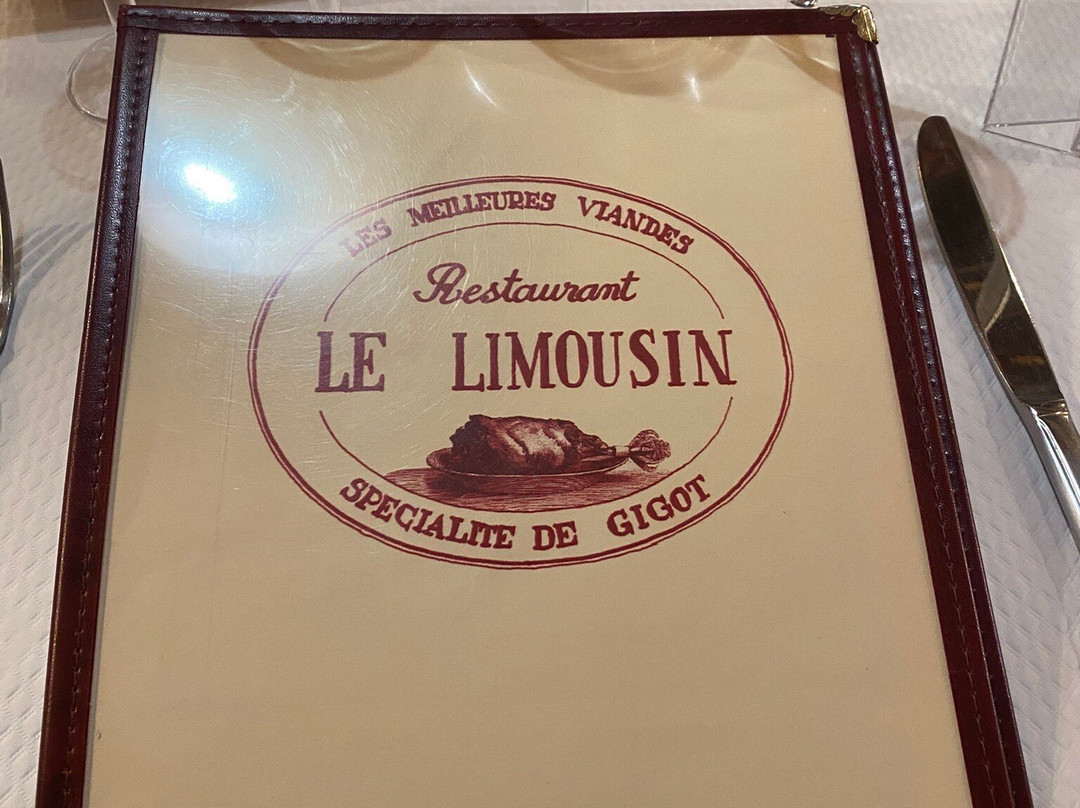 LES MEILLEURES VIANDES
Restaurant
LE LIMOUSIN
SPECIALITE DE GIGOT